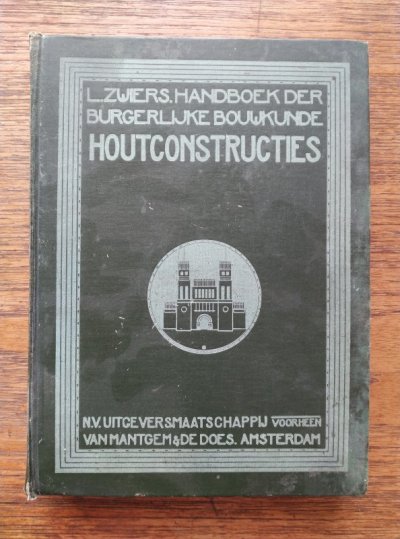 L. ZWIERS. HANDBOEK DER
BURGERLIJKE BOUWKUNDE
HOUTCONSTRUCTIES
N.V. UITGEVERSMAATSCHAPPIJ VOORHEEN
VAN MANTGEM & DE DOES. AMSTERDAM